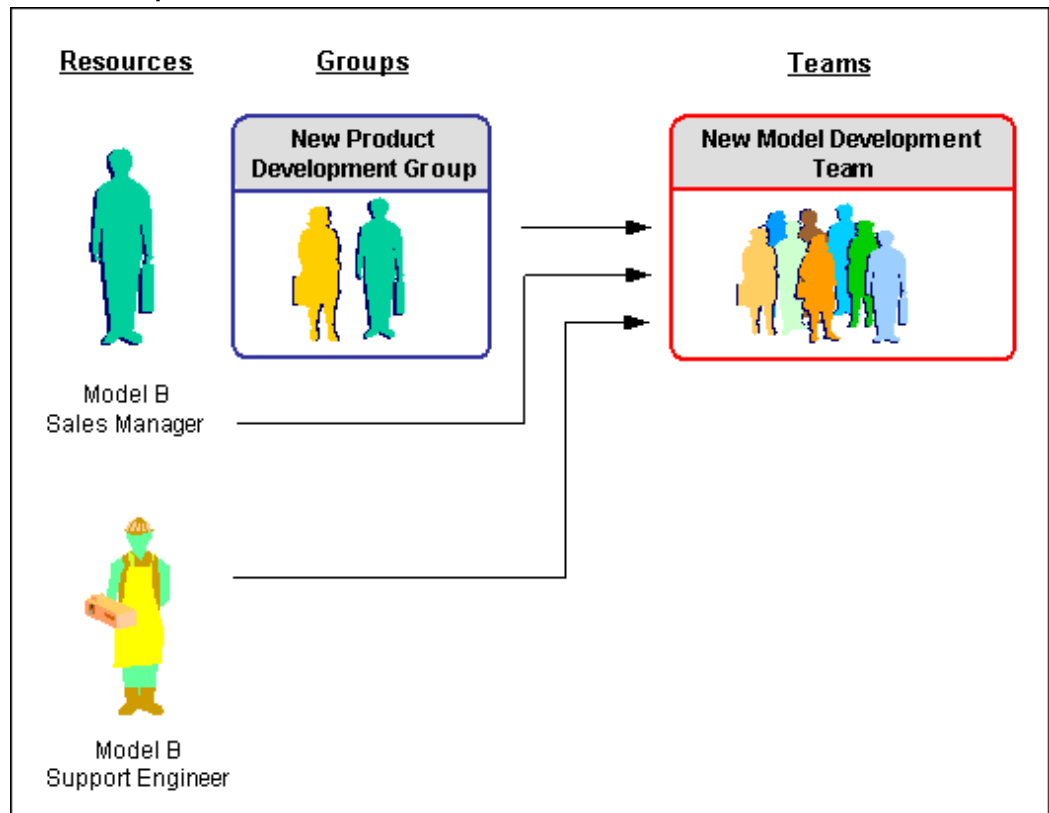 Resources
Groups
Teams
New Product
Development Group
New Model Development
Team
Model B
Sales Manager
Model B
Support Engineer